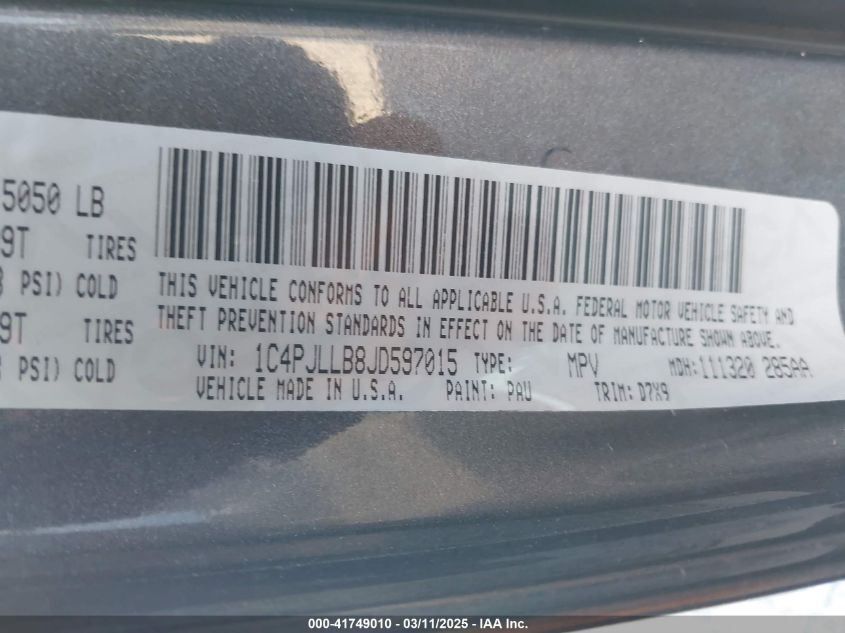 5050 LB
9T TIRES
PSI) COLD
9T TIRES
PSI) COLD
THIS VEHICLE CONFORMS TO ALL APPLICABLE U.S.A. FEDERAL MOTOR VEHICLE SAFETY AND
THEFT PREVENTION STANDARDS IN EFFECT ON THE DATE OF MANUFACTURE SHOWN ABOVE.
VIN: 1C4PJLLB8JD597015 TYPE: MPV MDH:111320 285AA
VEHICLE MADE IN U.S.A. PAINT: PAU TRIM: D7X9
000-41749010 - 03/11/2025 - IAA Inc.